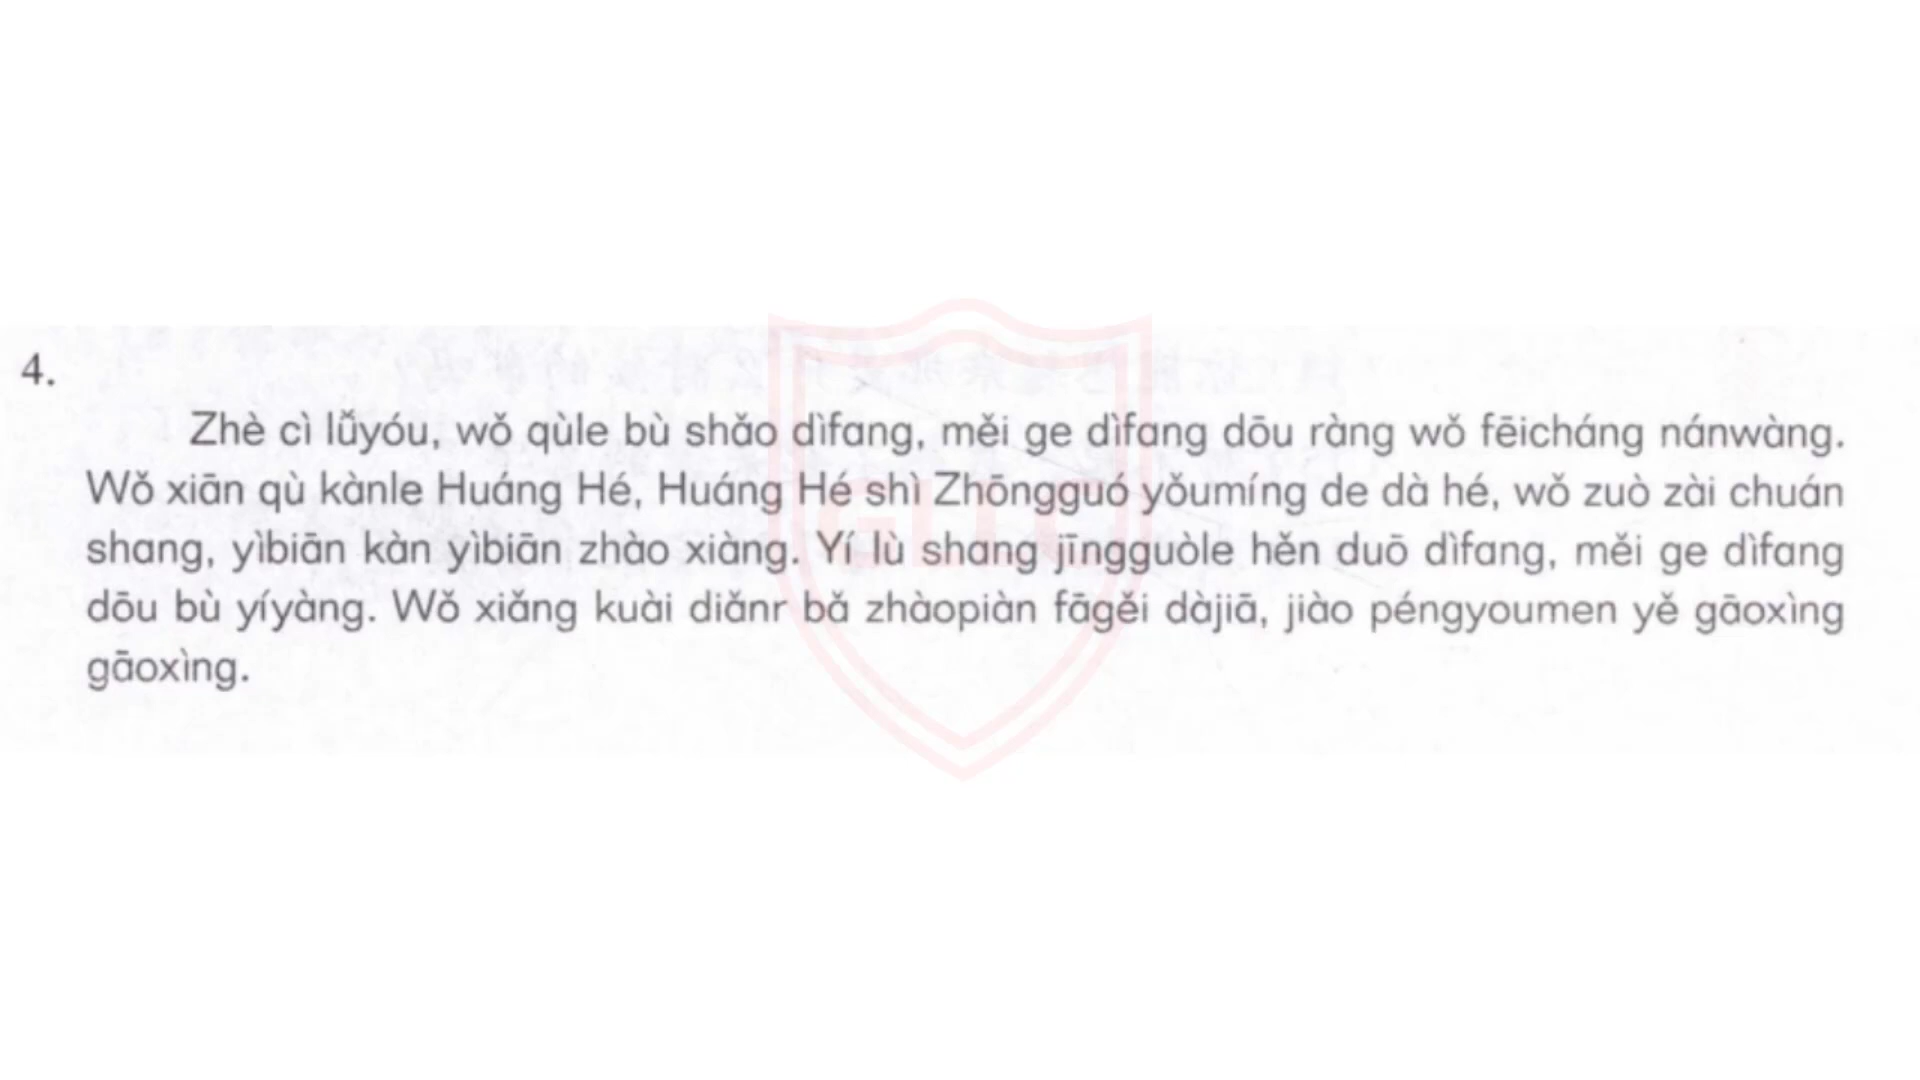 4.
Zhè cì lǚyóu, wǒ qùle bù shǎo dìfang, měi ge dìfang dōu ràng wǒ fēicháng nánwàng.
Wǒ xiān qù kànle Huáng Hé, Huáng Hé shì Zhōngguó yǒumíng de dà hé, wǒ zuò zài chuán
shang, yìbiān kàn yìbiān zhào xiàng. Yí lù shang jīngguòle hěn duō dìfang, měi ge dìfang
dōu bù yíyàng. Wǒ xiǎng kuài diǎnr bǎ zhàopiàn fāgěi dàjiā, jiào péngyoumen yě gāoxìng
gāoxìng.